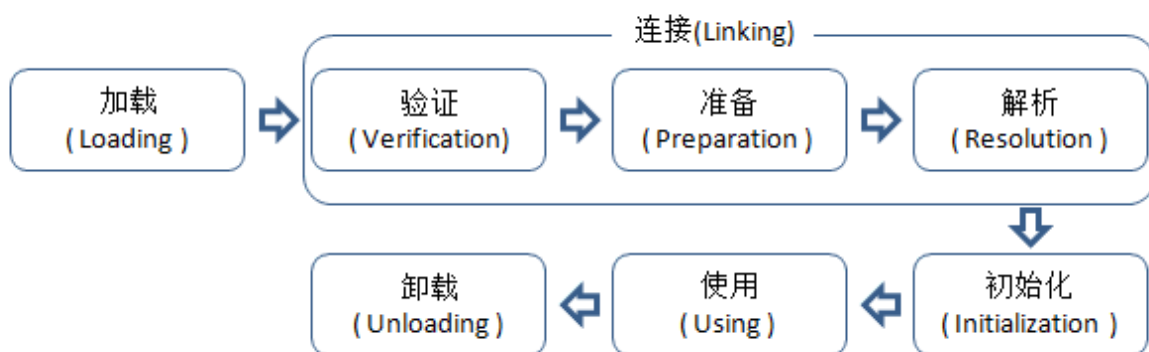 连接(Linking)
加载
( Loading )
验证
( Verification)
准备
( Preparation )
解析
( Resolution )
初始化
( Initialization )
使用
( Using )
卸载
( Unloading )